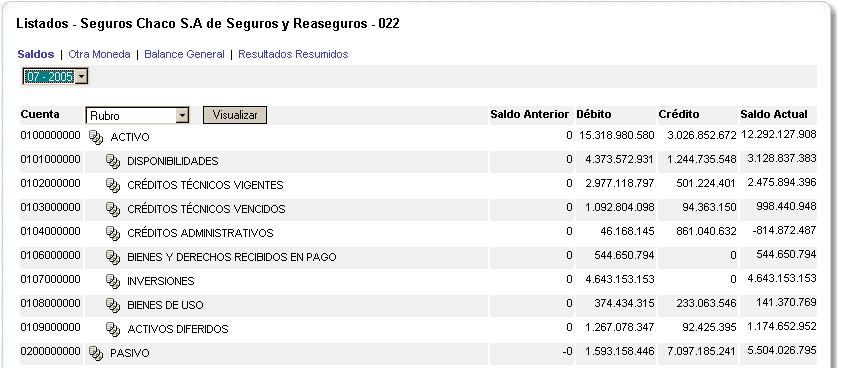 Listados - Seguros Chaco S.A de Seguros y Reaseguros - 022
Saldos | Otra Moneda | Balance General | Resultados Resumidos
07 - 2005
Cuenta Rubro Visualizar Saldo Anterior Débito Crédito Saldo Actual
0100000000 ACTIVO 0 15.318.980.580 3.026.852.672 12.292.127.908
0101000000 DISPONIBILIDADES 0 4.373.572.931 1.244.735.548 3.128.837.383
0102000000 CRÉDITOS TÉCNICOS VIGENTES 0 2.977.118.797 501.224.401 2.475.894.396
0103000000 CRÉDITOS TÉCNICOS VENCIDOS 0 1.092.804.098 94.363.150 998.440.948
0104000000 CRÉDITOS ADMINISTRATIVOS 0 46.168.145 861.040.632 -814.872.487
0106000000 BIENES Y DERECHOS RECIBIDOS EN PAGO 0 544.650.794 0 544.650.794
0107000000 INVERSIONES 0 4.643.153.153 0 4.643.153.153
0108000000 BIENES DE USO 0 374.434.315 233.063.546 141.370.769
0109000000 ACTIVOS DIFERIDOS 0 1.267.078.347 92.425.395 1.174.652.952
0200000000 PASIVO -0 1.593.158.446 7.097.185.241 5.504.026.795